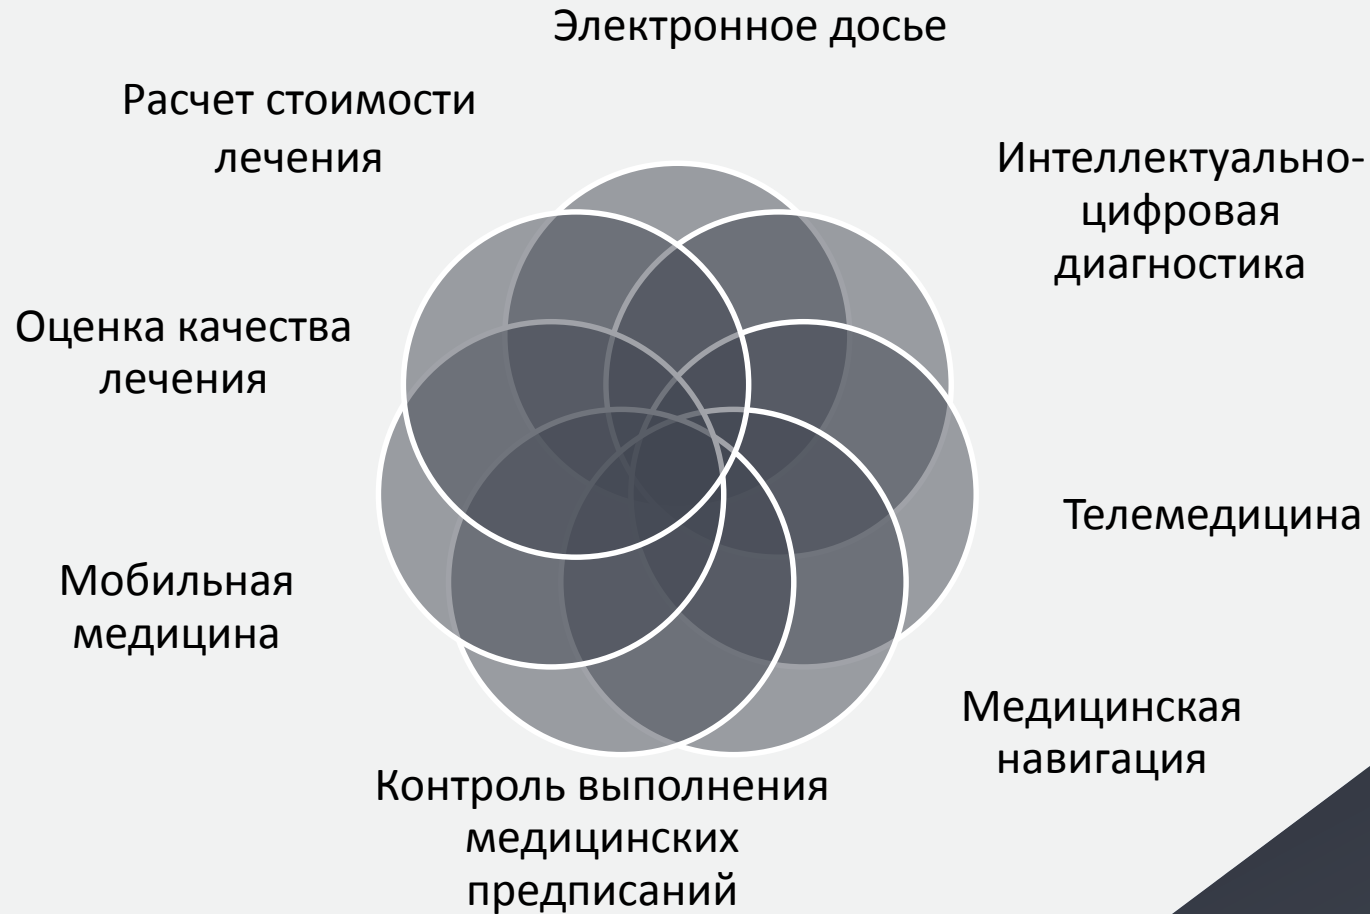 Электронное досье
Расчет стоимости
лечения
Интеллектуально-
цифровая
диагностика
Оценка качества
лечения
Телемедицина
Мобильная
медицина
Медицинская
навигация
Контроль выполнения
медицинских
предписаний